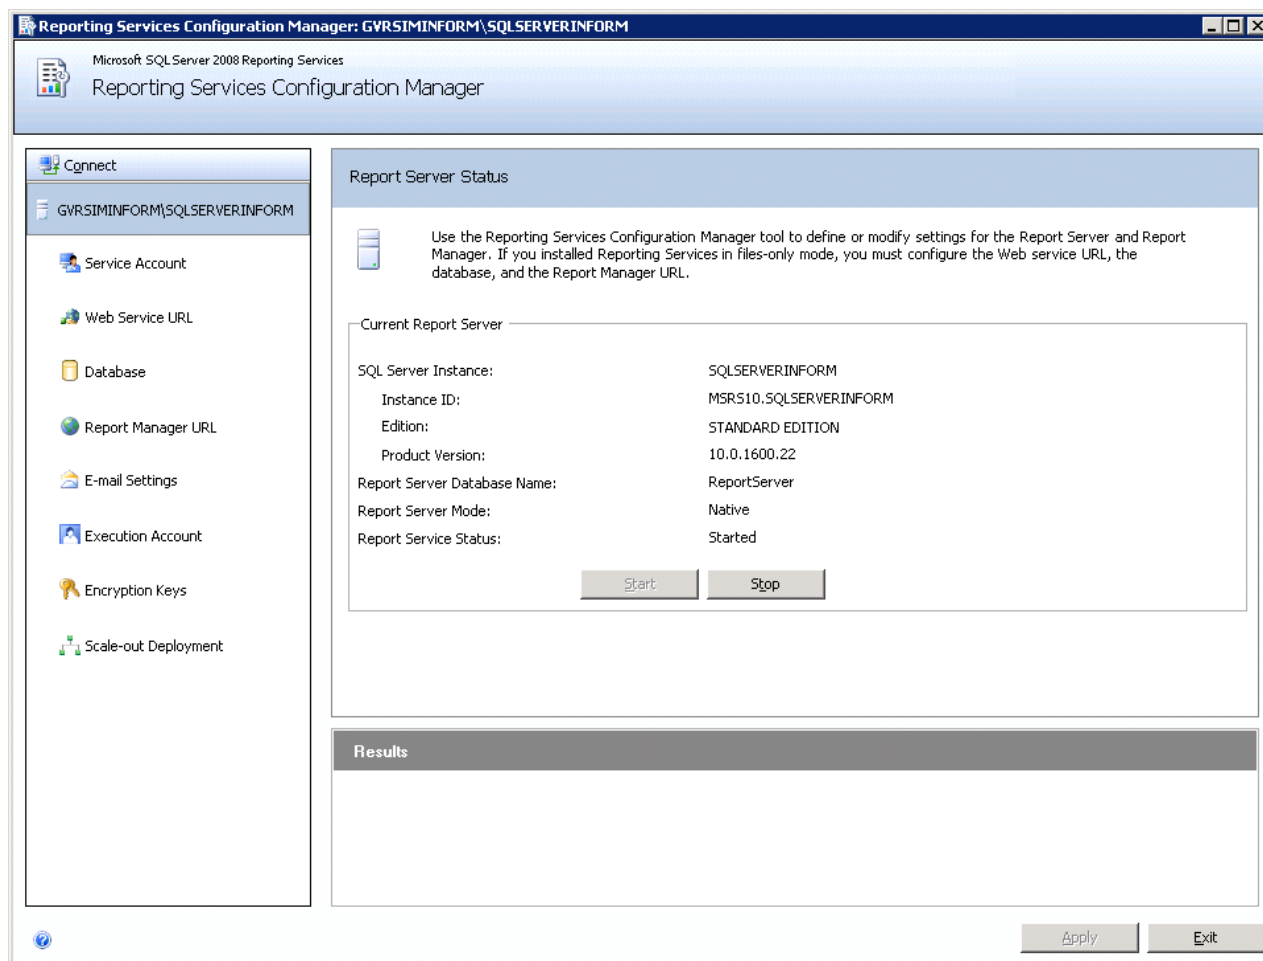 Reporting Services Configuration Manager: GVRSIMINFORM\SQLSERVERINFORM
Microsoft SQL Server 2008 Reporting Services
Reporting Services Configuration Manager
Connect
GVRSIMINFORM\SQLSERVERINFORM
Service Account
Web Service URL
Database
Report Manager URL
E-mail Settings
Execution Account
Encryption Keys
Scale-out Deployment
Report Server Status
Use the Reporting Services Configuration Manager tool to define or modify settings for the Report Server and Report
Manager. If you installed Reporting Services in files-only mode, you must configure the Web service URL, the
database, and the Report Manager URL.
Current Report Server
SQL Server Instance: SQLSERVERINFORM
Instance ID: MSRS10.SQLSERVERINFORM
Edition: STANDARD EDITION
Product Version: 10.0.1600.22
Report Server Database Name: ReportServer
Report Server Mode: Native
Report Service Status: Started
Start Stop
Results
Apply Exit